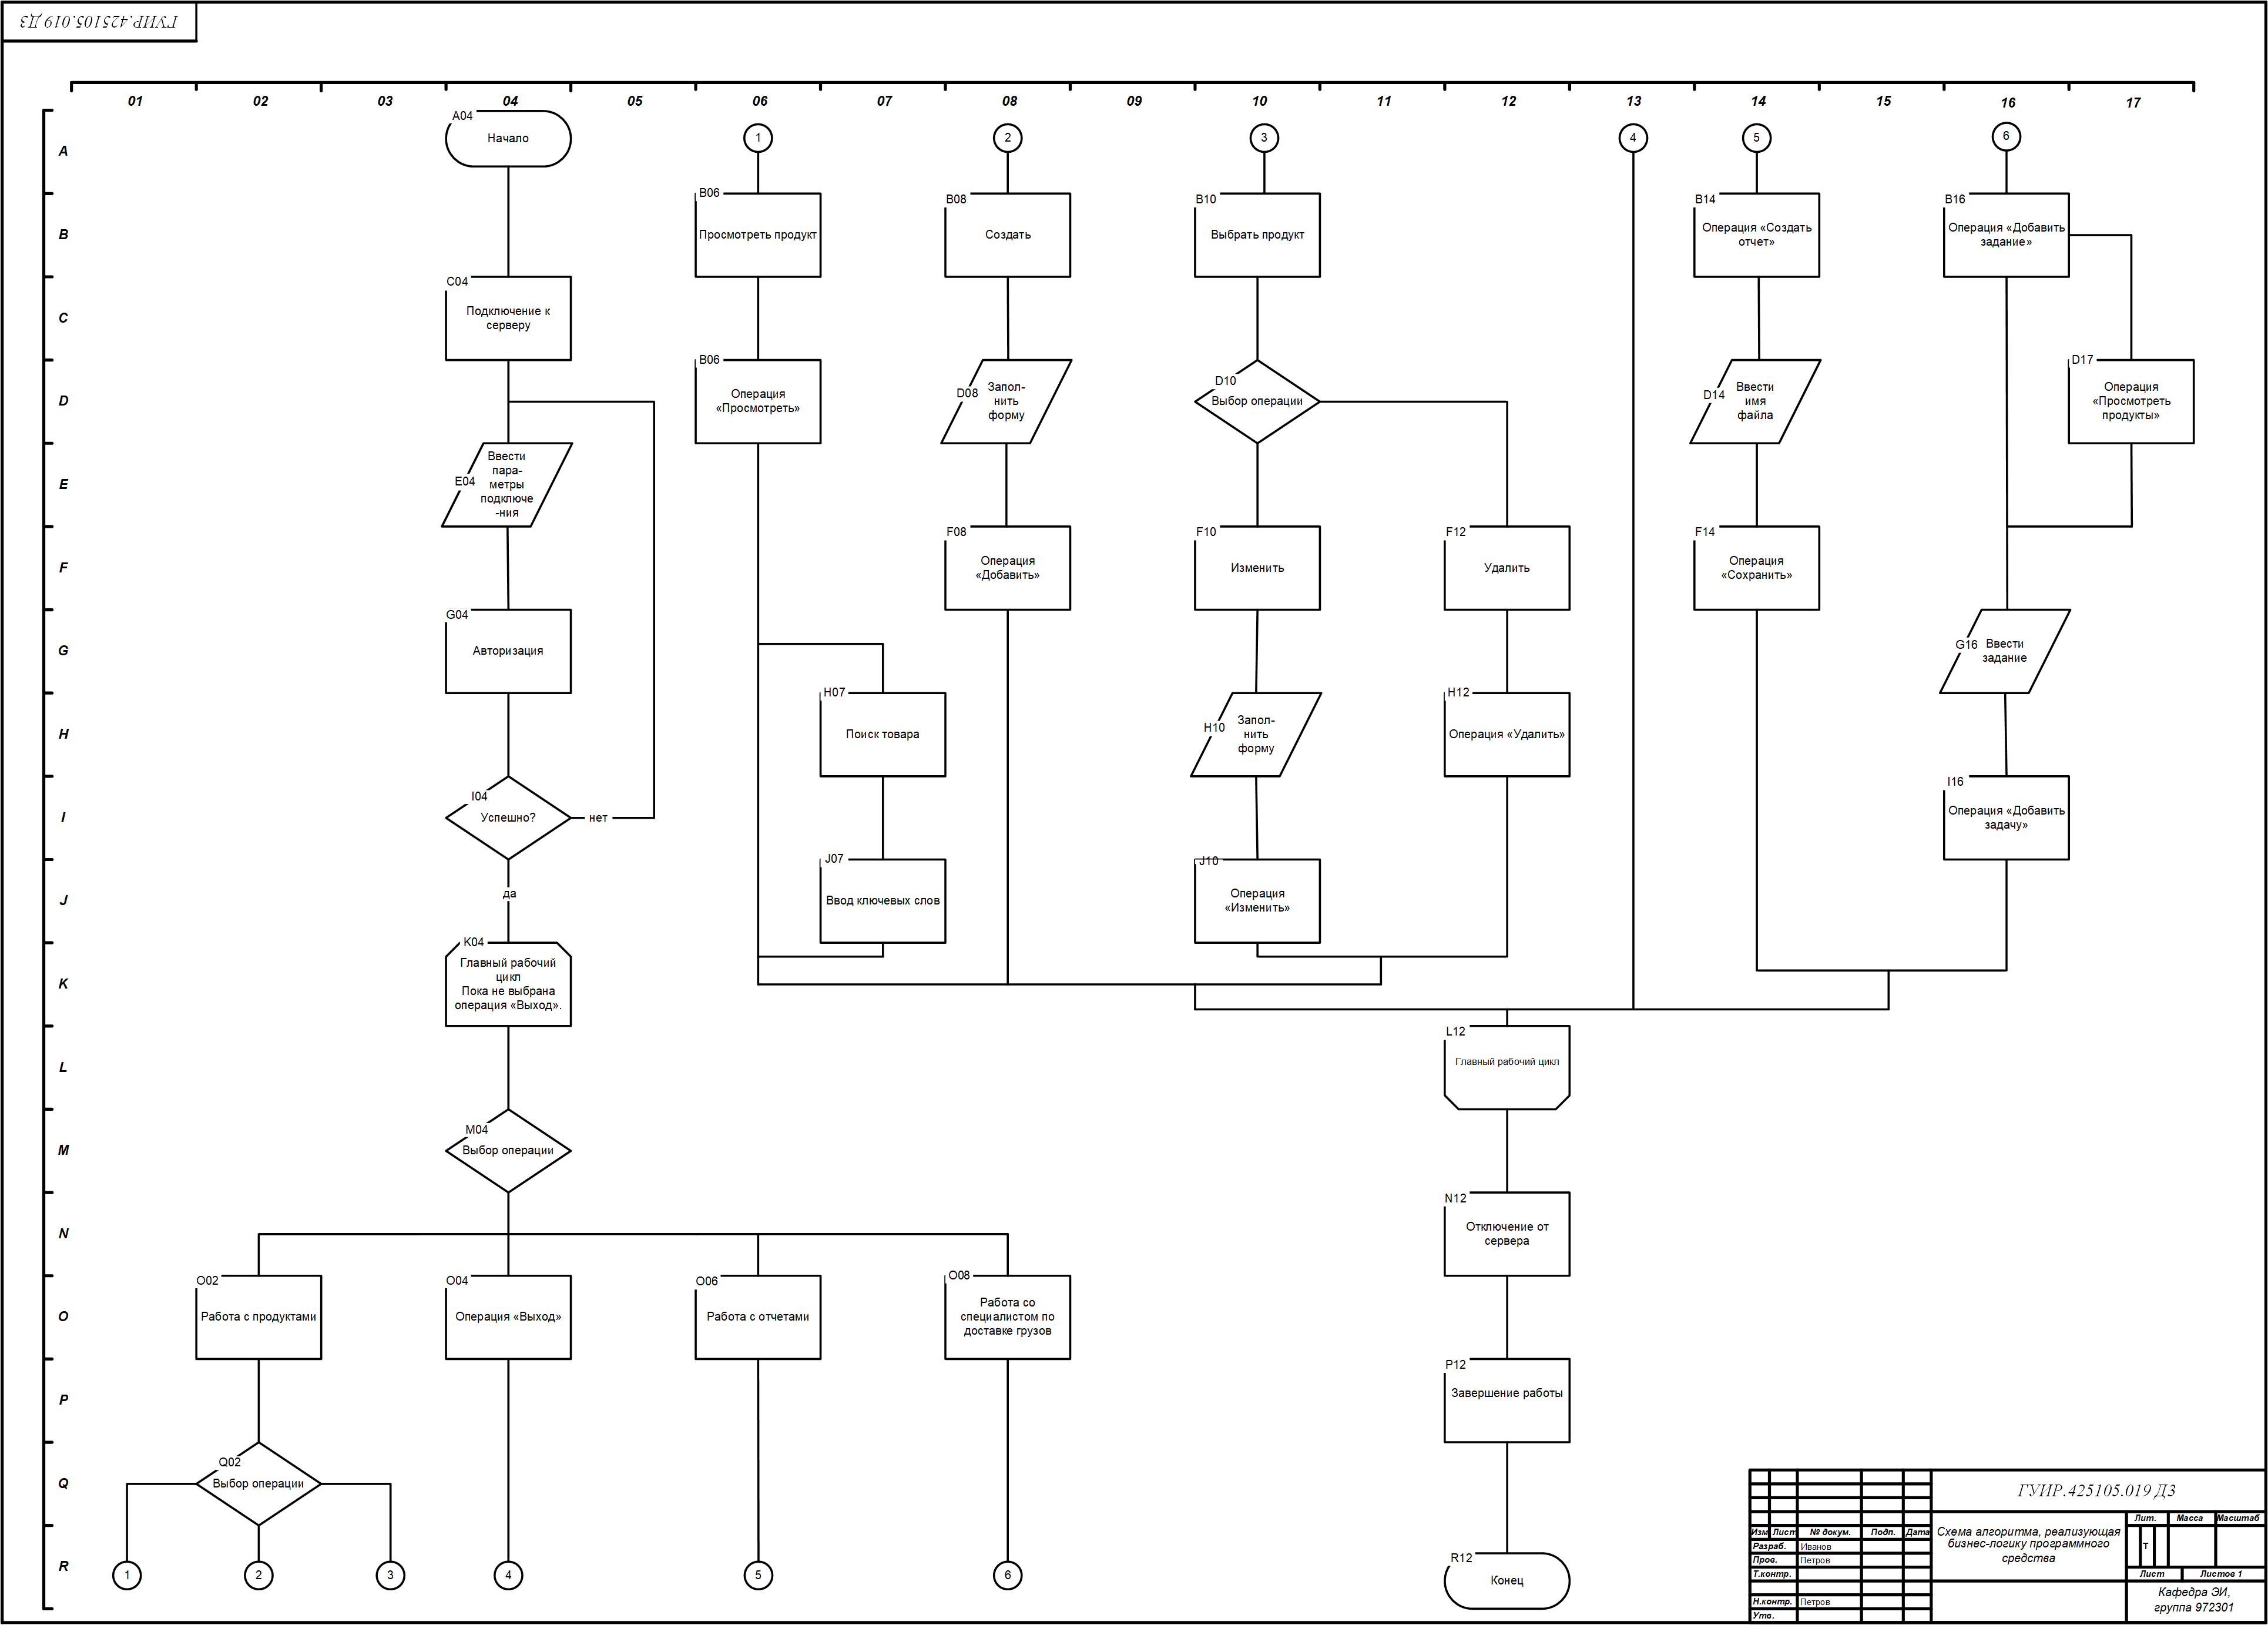 ГУИР.425105.019 Д3
01 02 03 04 05 06 07 08 09 10 11 12 13 14 15 16 17
A
B
C
D
E
F
G
H
I
J
K
L
M
N
O
P
Q
R
A04
Начало
C04
Подключение к
серверу
E04
Ввести
пара-
метры
подключе
-ния
G04
Авторизация
I04
Успешно?
нет
да
K04
Главный рабочий
цикл
Пока не выбрана
операция «Выход».
M04
Выбор операции
O02
Работа с продуктами
O04
Операция «Выход»
O06
Работа с отчетами
O08
Работа со
специалистом по
доставке грузов
Q02
Выбор операции
1
2
3
4
5
6
1
B06
Просмотреть продукт
B06
Операция
«Просмотреть»
H07
Поиск товара
J07
Ввод ключевых слов
2
B08
Создать
D08
Запол-
нить
форму
F08
Операция
«Добавить»
3
B10
Выбрать продукт
D10
Выбор операции
F10
Изменить
H10
Запол-
нить
форму
J10
Операция
«Изменить»
F12
Удалить
H12
Операция «Удалить»
4
5
B14
Операция «Создать
отчет»
D14
Ввести
имя
файла
F14
Операция
«Сохранить»
6
B16
Операция «Добавить
задание»
D17
Операция
«Просмотреть
продукты»
G16
Ввести
задание
I16
Операция «Добавить
задачу»
L12
Главный рабочий цикл
N12
Отключение от
сервера
P12
Завершение работы
R12
Конец
ГУИР.425105.019 Д3
Изм Лист № докум. Подп. Дата
Разраб. Иванов
Пров. Петров
Т.контр.
Н.контр. Петров
Утв.
Схема алгоритма, реализующая
бизнес-логику программного
средства
Лит. Масса Масштаб
Т
Лист Листов 1
Кафедра ЭИ,
группа 972301